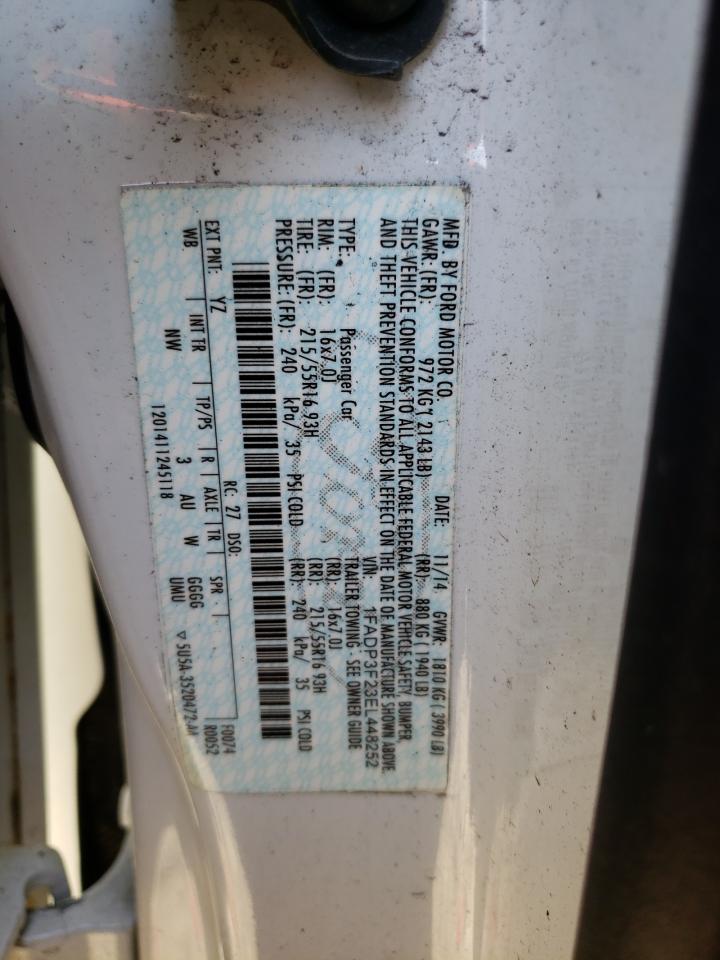 MFD. BY FORD MOTOR CO. DATE: 11/14 GVWR: 1810 KG ( 3990 LB)
GAWR: (FR): 972 KG ( 2143 LB) (RR): 880 KG ( 1940 LB)
THIS VEHICLE CONFORMS TO ALL APPLICABLE FEDERAL MOTOR VEHICLE SAFETY, BUMPER,
AND THEFT PREVENTION STANDARDS IN EFFECT ON THE DATE OF MANUFACTURE SHOWN ABOVE.
VIN: 1FADP3F23EL448252
TYPE: Passenger Car TRAILER TOWING - SEE OWNER GUIDE
RIM: (FR): 16x7.0J (RR): 16x7.0J
TIRE: (FR): 215/55R16 93H (RR): 215/55R16 93H
PRESSURE: (FR): 240 kPa/ 35 PSI COLD (RR): 240 kPa/ 35 PSI COLD
EXT PNT: YZ RC: 27 DSO: F0074
WB INT TR TP/PS R AXLE TR SPR R0052
NW 3 AU W GGGG
UMU
1201411245118 5U5A-3520472-AA